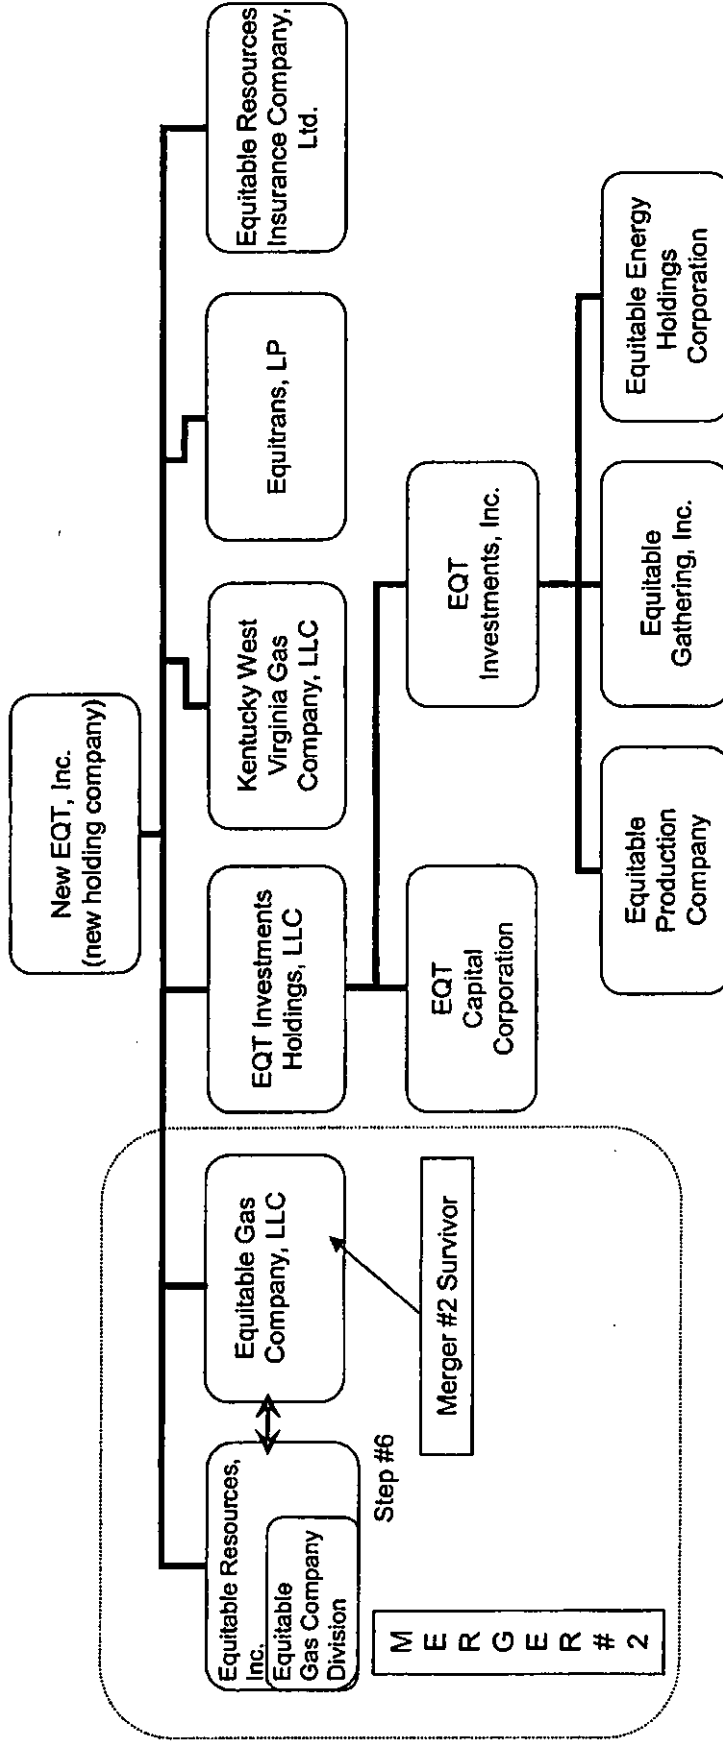 New EQT, Inc.
(new holding company)
Equitable Resources,
Inc.
Equitable
Gas Company
Division
Equitable Gas
Company, LLC
EQT Investments
Holdings, LLC
Kentucky West
Virginia Gas
Company, LLC
Equitrans, LP
Equitable Resources
Insurance Company,
Ltd.
Step #6
Merger #2 Survivor
M
E
R
G
E
R
#
2
EQT
Capital
Corporation
EQT
Investments, Inc.
Equitable
Production
Company
Equitable
Gathering, Inc.
Equitable Energy
Holdings
Corporation